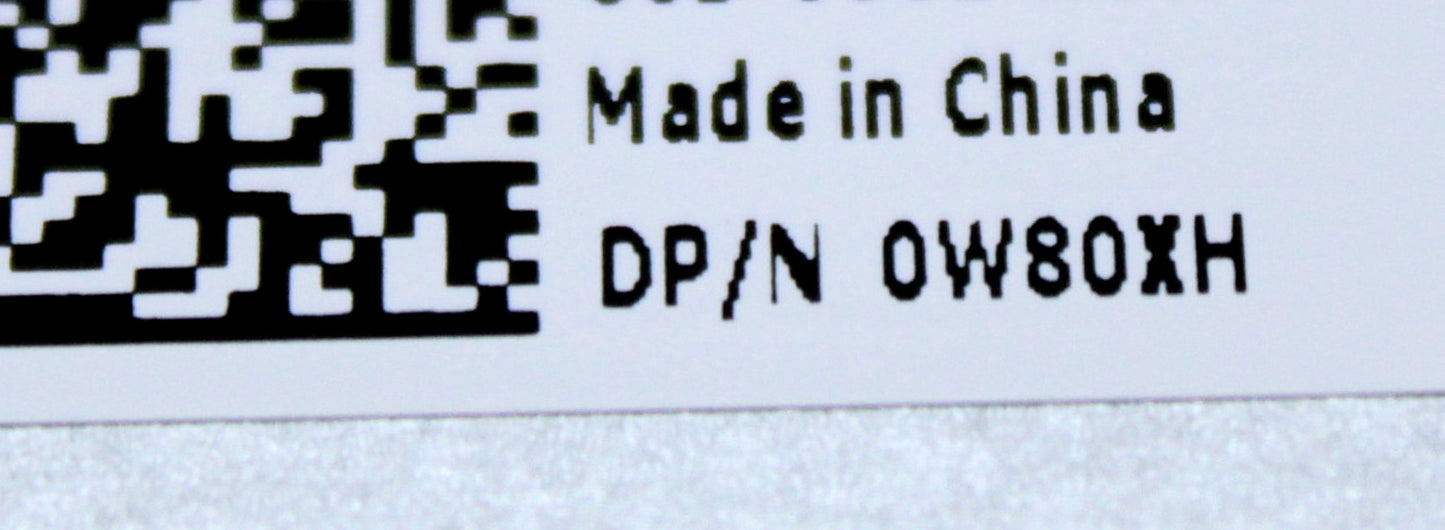 Made in China
DP/N 0W80XH